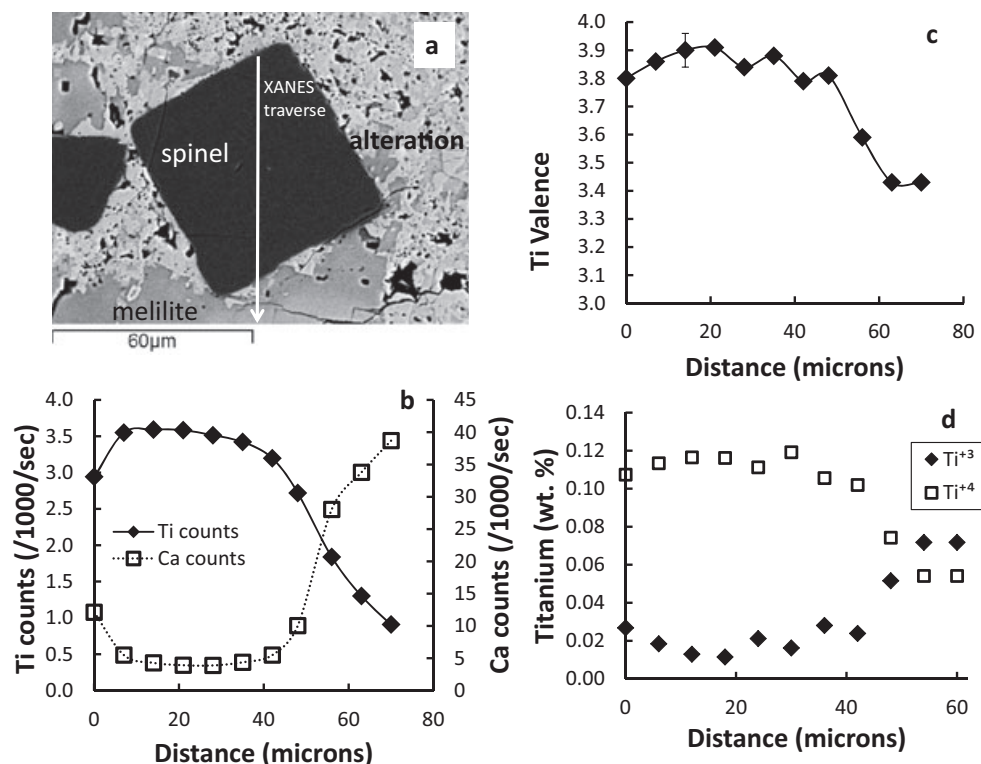 a
XANES
traverse
spinel
alteration
melilite
60µm
c
4.0
3.9
3.8
3.7
3.6
3.5
3.4
3.3
3.2
3.1
3.0
Ti Valence
0 20 40 60 80
Distance (microns)
b
4.0
3.5
3.0
2.5
2.0
1.5
1.0
0.5
0.0
Ti counts (/1000/sec)
Ti counts
Ca counts
45
40
35
30
25
20
15
10
5
0
Ca counts (/1000/sec)
0 20 40 60 80
Distance (microns)
d
0.14
0.12
0.10
0.08
0.06
0.04
0.02
0.00
Titanium (wt. %)
Ti+3
Ti+4
0 20 40 60
Distance (microns)